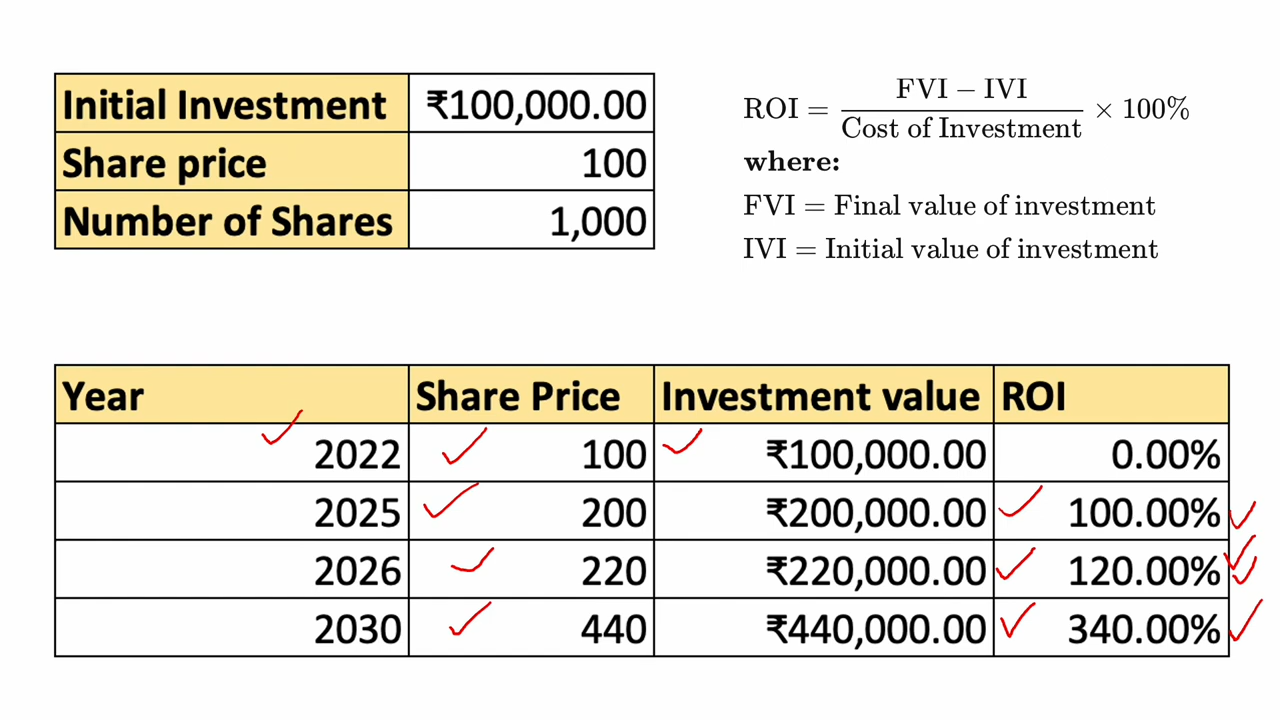 Initial Investment ₹100,000.00
Share price 100
Number of Shares 1,000
ROI = FVI − IVI / Cost of Investment × 100%
where:
FVI = Final value of investment
IVI = Initial value of investment
Year Share Price Investment value ROI
2022 100 ₹100,000.00 0.00%
2025 200 ₹200,000.00 100.00%
2026 220 ₹220,000.00 120.00%
2030 440 ₹440,000.00 340.00%